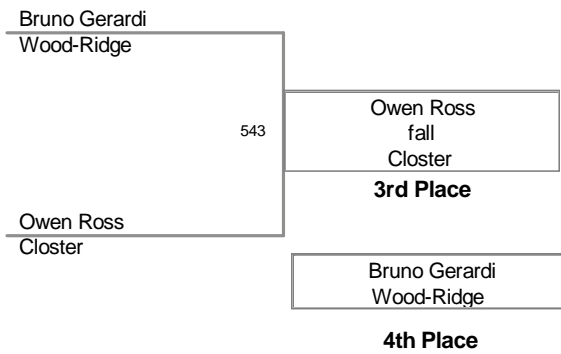 Bruno Gerardi
Wood-Ridge
543
Owen Ross
fall
Closter
3rd Place
Owen Ross
Closter
Bruno Gerardi
Wood-Ridge
4th Place